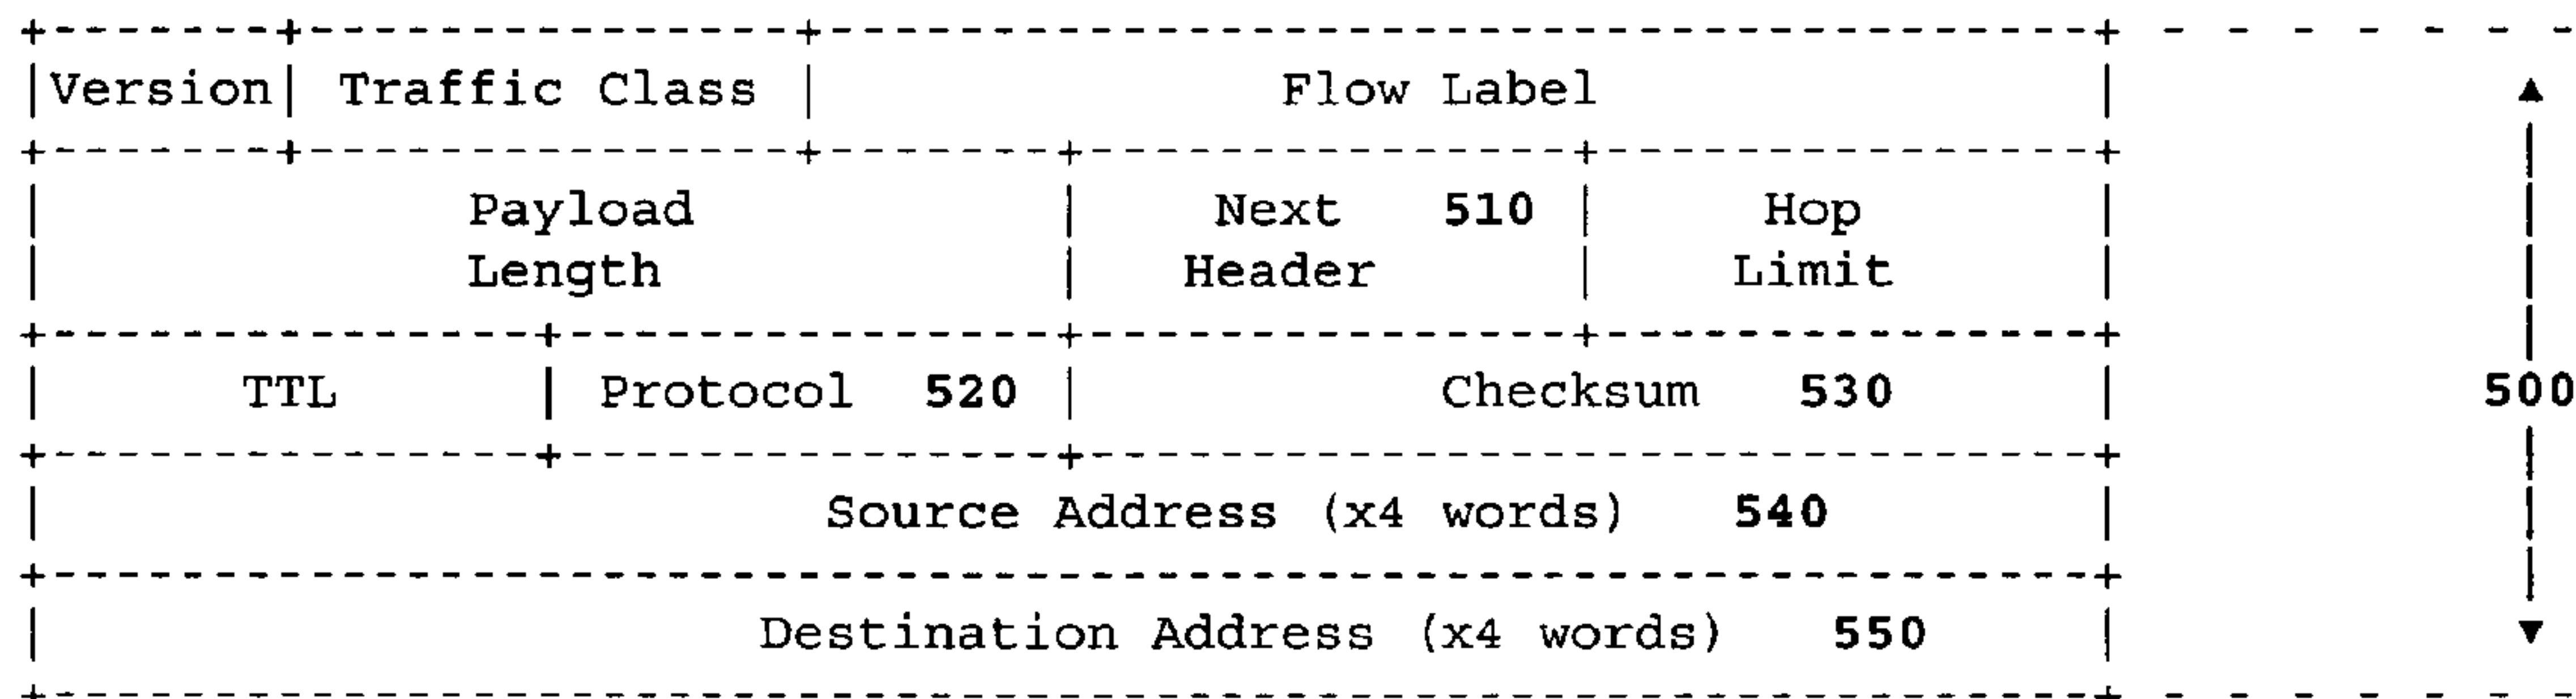 Version Traffic Class Flow Label
Payload Next 510 Hop
Length Header Limit
TTL Protocol 520 Checksum 530 500
Source Address (x4 words) 540
Destination Address (x4 words) 550